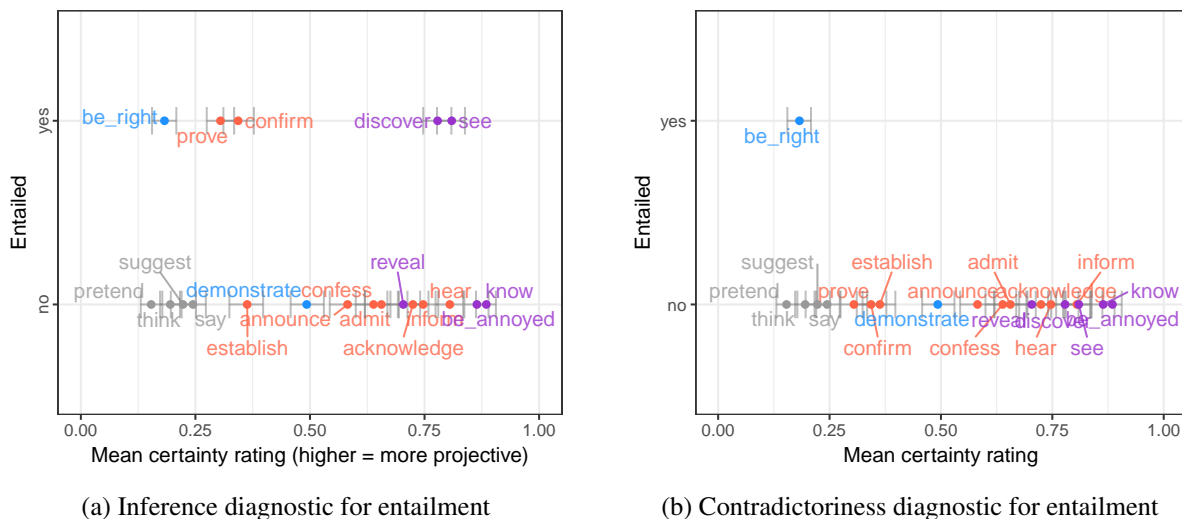 yes
no
Entailed
be_right
prove
confirm
discover
see
suggest
pretend
think
say
demonstrate
establish
confess
announce
admit
reveal
acknowledge
hear
inform
know
be_annoyed
0.00 0.25 0.50 0.75 1.00
Mean certainty rating (higher = more projective)
(a) Inference diagnostic for entailment
yes
no
Entailed
be_right
suggest
pretend
think
say
prove
establish
confirm
demonstrate
announce
admit
confess
acknowledge
reveal
discover
hear
inform
know
be_annoyed
see
0.00 0.25 0.50 0.75 1.00
Mean certainty rating
(b) Contradictoriness diagnostic for entailment